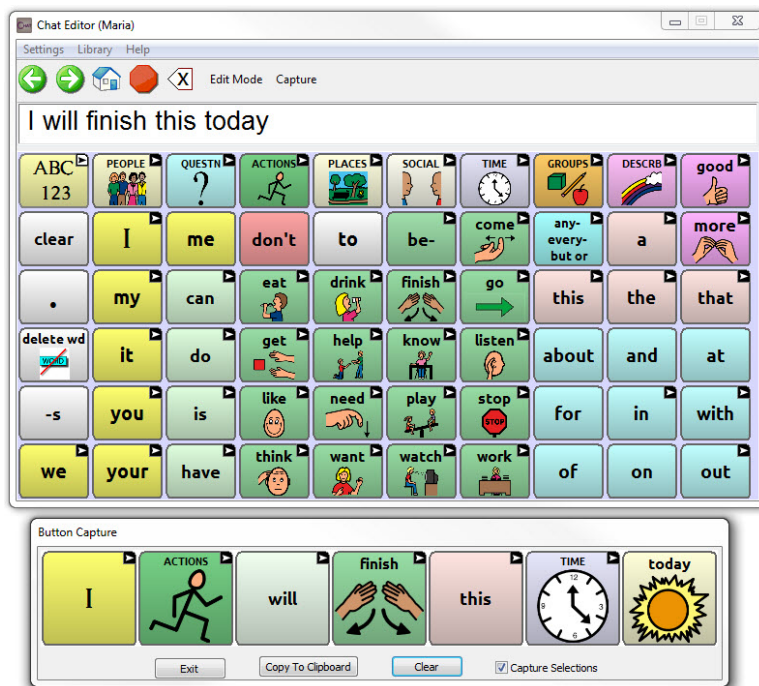 Chat Editor (Maria)
Settings Library Help
Edit Mode Capture
I will finish this today
ABC 123 PEOPLE QUESTN ? ACTIONS PLACES SOCIAL TIME GROUPS DESCRB good
clear I me don't to be- come any- every- but or a more
. my can eat drink finish go this the that
delete wd WORD it do get help know listen about and at
-s you is like need play stop STOP for in with
we your have think want watch work of on out
Button Capture
I ACTIONS will finish this TIME 12 3 6 9 today
Exit Copy To Clipboard Clear Capture Selections